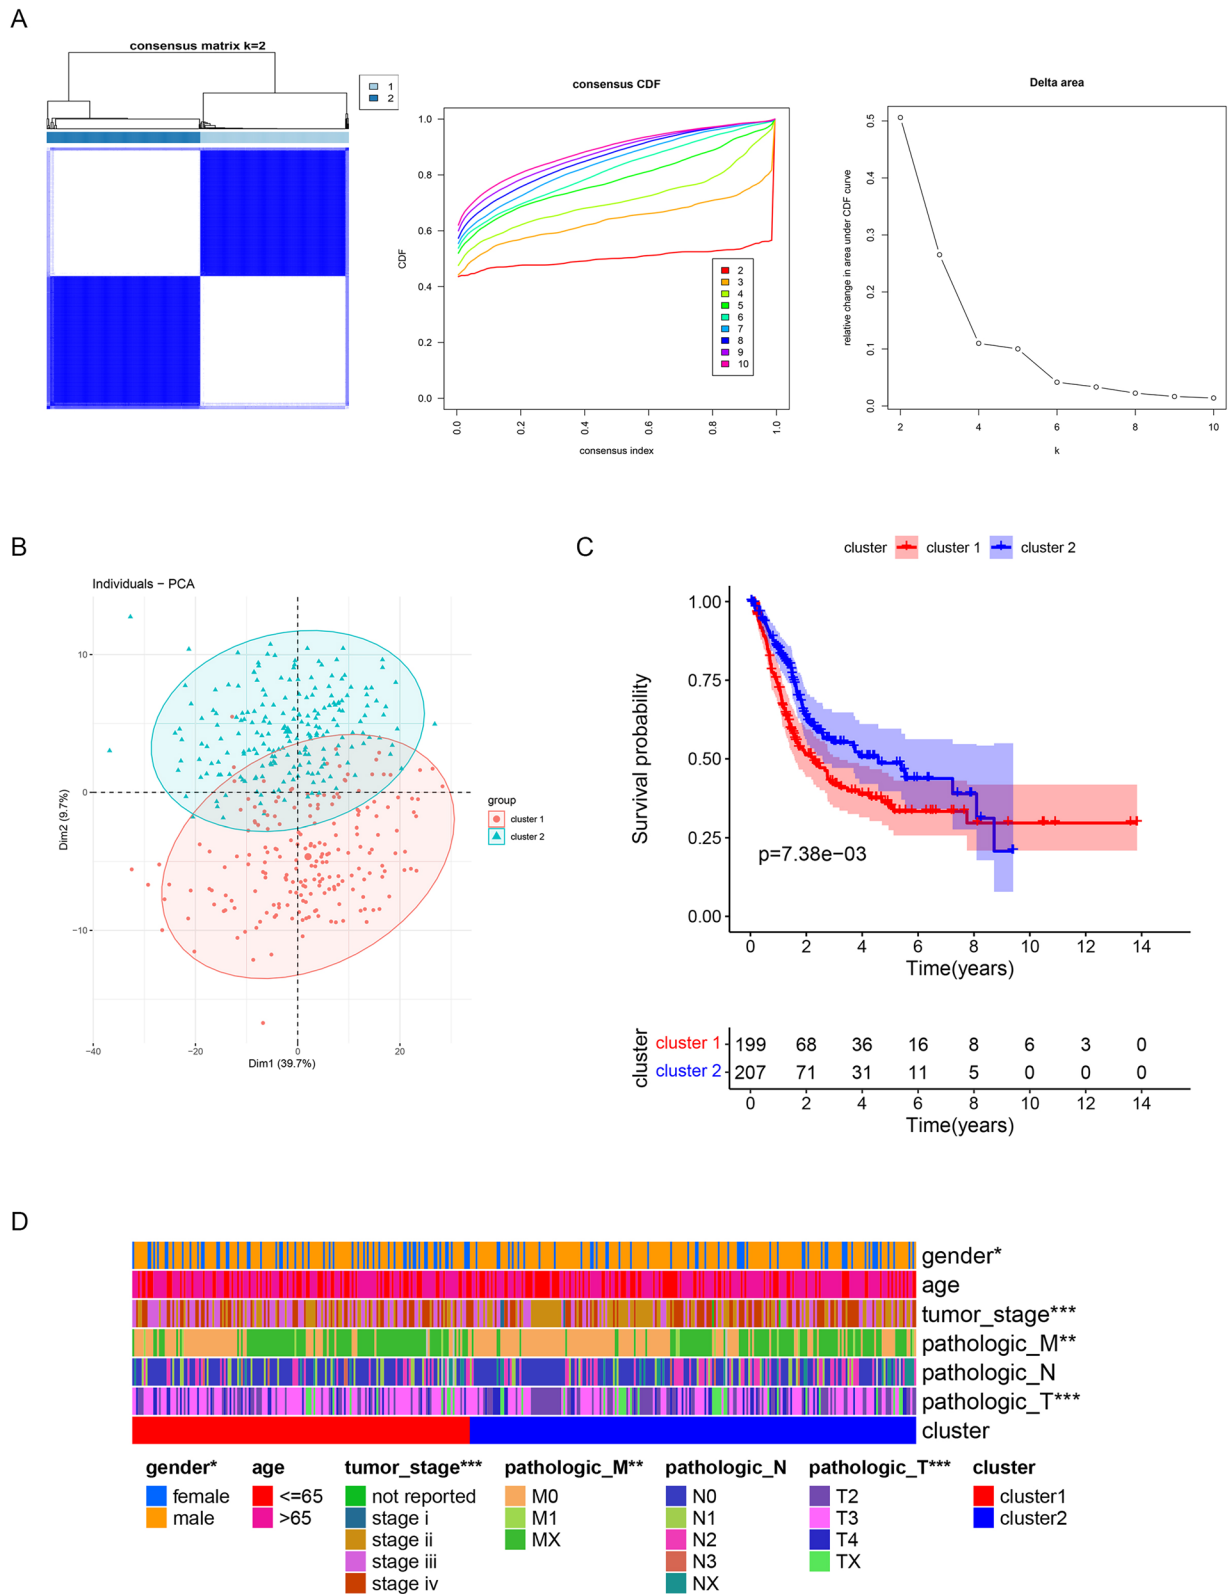 A
consensus matrix k=2
1
2
consensus CDF
CDF
1.0
0.8
0.6
0.4
0.2
0.0
0.0
0.2
0.4
0.6
0.8
1.0
consensus index
2
3
4
5
6
7
8
9
10
Delta area
relative change in area under CDF curve
0.5
0.4
0.3
0.2
0.1
0.0
2
4
6
8
10
k
B
Individuals − PCA
Dim2 (9.7%)
10
0
−10
−40
−20
0
20
Dim1 (39.7%)
group
cluster 1
cluster 2
C
cluster cluster 1 cluster 2
Survival probability
1.00
0.75
0.50
0.25
0.00
p=7.38e−03
0 2 4 6 8 10 12 14
Time(years)
cluster
cluster 1 199 68 36 16 8 6 3 0
cluster 2 207 71 31 11 5 0 0 0
0 2 4 6 8 10 12 14
Time(years)
D
gender*
age
tumor_stage***
pathologic_M**
pathologic_N
pathologic_T***
cluster
gender*
female
male
age
<=65
>65
tumor_stage***
not reported
stage i
stage ii
stage iii
stage iv
pathologic_M**
M0
M1
MX
pathologic_N
N0
N1
N2
N3
NX
pathologic_T***
T2
T3
T4
TX
cluster
cluster1
cluster2